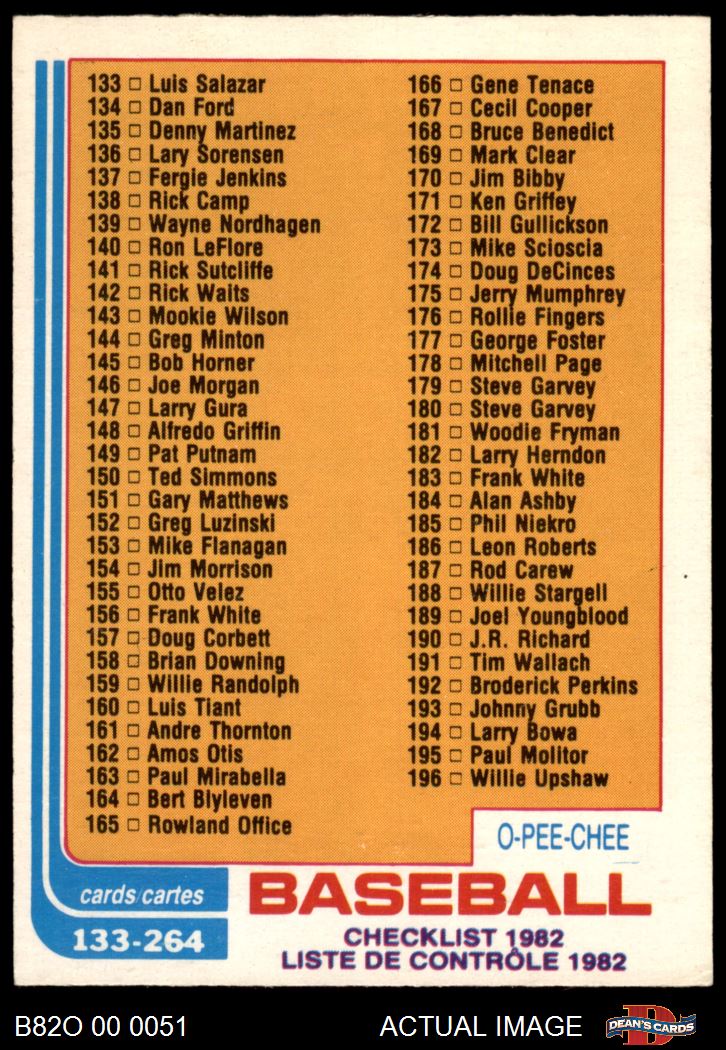 133 □ Luis Salazar
134 □ Dan Ford
135 □ Denny Martinez
136 □ Lary Sorensen
137 □ Fergie Jenkins
138 □ Rick Camp
139 □ Wayne Nordhagen
140 □ Ron LeFlore
141 □ Rick Sutcliffe
142 □ Rick Waits
143 □ Mookie Wilson
144 □ Greg Minton
145 □ Bob Horner
146 □ Joe Morgan
147 □ Larry Gura
148 □ Alfredo Griffin
149 □ Pat Putnam
150 □ Ted Simmons
151 □ Gary Matthews
152 □ Greg Luzinski
153 □ Mike Flanagan
154 □ Jim Morrison
155 □ Otto Velez
156 □ Frank White
157 □ Doug Corbett
158 □ Brian Downing
159 □ Willie Randolph
160 □ Luis Tiant
161 □ Andre Thornton
162 □ Amos Otis
163 □ Paul Mirabella
164 □ Bert Blyleven
165 □ Rowland Office
166 □ Gene Tenace
167 □ Cecil Cooper
168 □ Bruce Benedict
169 □ Mark Clear
170 □ Jim Bibby
171 □ Ken Griffey
172 □ Bill Gullickson
173 □ Mike Scioscia
174 □ Doug DeCinces
175 □ Jerry Mumphrey
176 □ Rollie Fingers
177 □ George Foster
178 □ Mitchell Page
179 □ Steve Garvey
180 □ Steve Garvey
181 □ Woodie Fryman
182 □ Larry Herndon
183 □ Frank White
184 □ Alan Ashby
185 □ Phil Niekro
186 □ Leon Roberts
187 □ Rod Carew
188 □ Willie Stargell
189 □ Joel Youngblood
190 □ J.R. Richard
191 □ Tim Wallach
192 □ Broderick Perkins
193 □ Johnny Grubb
194 □ Larry Bowa
195 □ Paul Molitor
196 □ Willie Upshaw
O-PEE-CHEE
cards/cartes
133-264
BASEBALL
CHECKLIST 1982
LISTE DE CONTRÔLE 1982
B82O 00 0051
ACTUAL IMAGE
D
DEAN'S CARDS